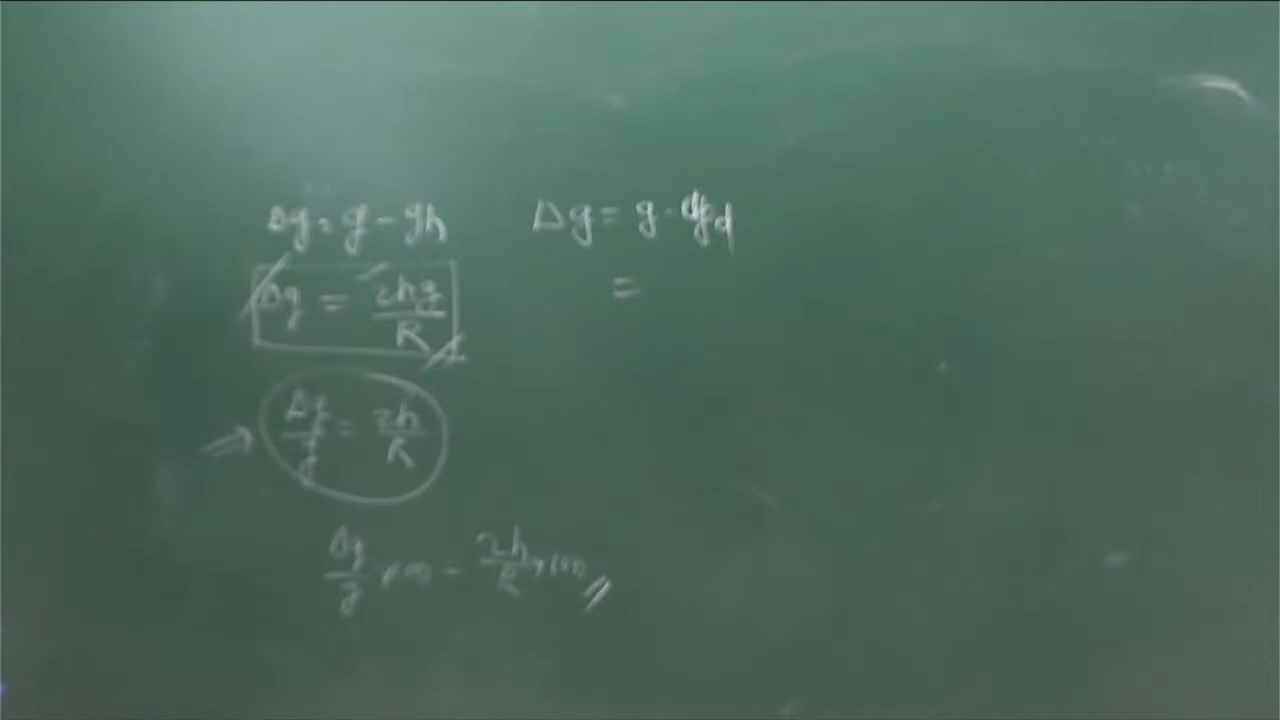 Δg = g - gh
Δg = 2hg/R
⇒ Δg/g = 2h/R
Δg/g × 100 = 2h/R × 100
Δg = g - gd
=